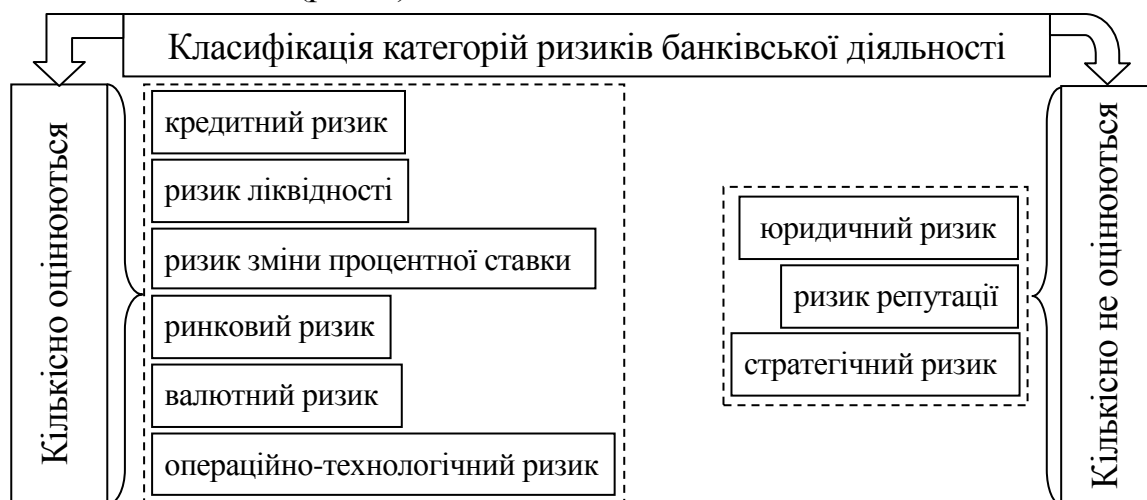 Класифікація категорій ризиків банківської діяльності
Кількісно оцінюються
кредитний ризик
ризик ліквідності
ризик зміни процентної ставки
ринковий ризик
валютний ризик
операційно-технологічний ризик
юридичний ризик
ризик репутації
стратегічний ризик
Кількісно не оцінюються